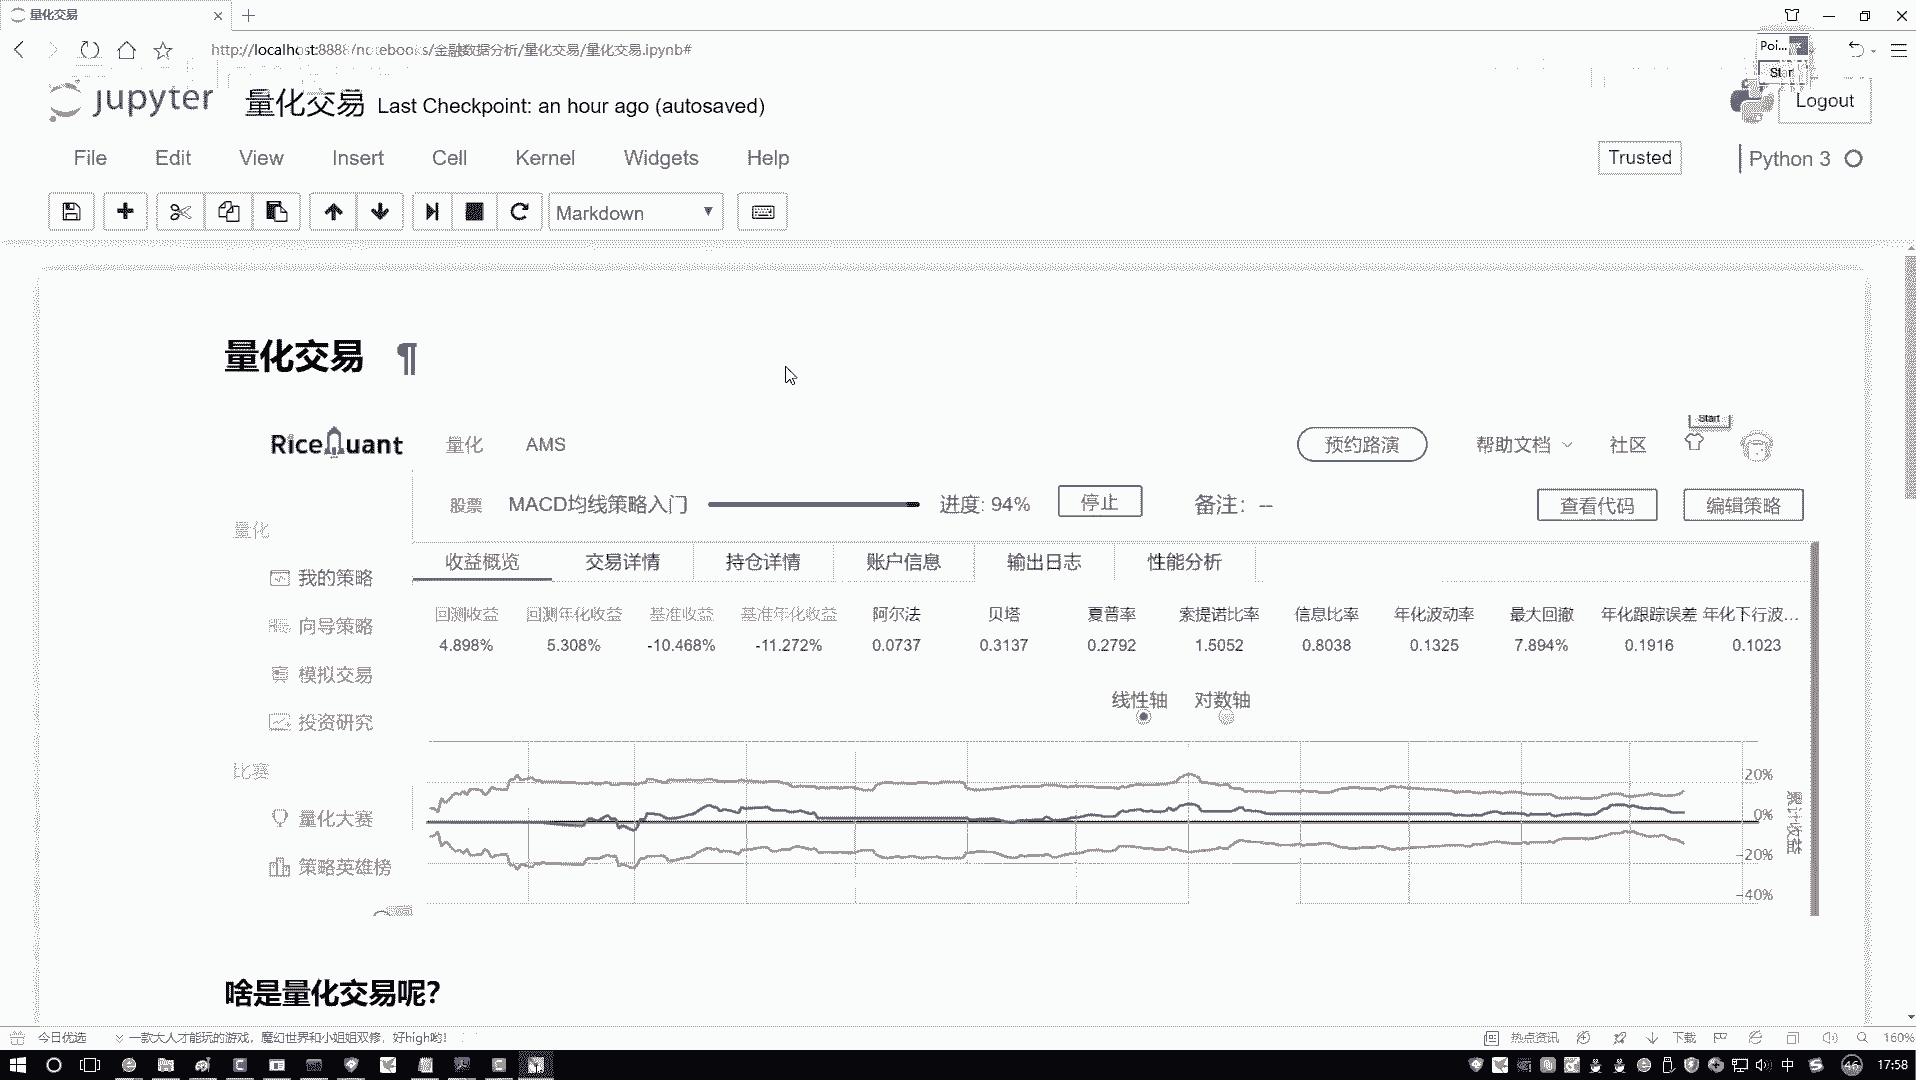 量化交易
http://localhost:8888/notebooks/金融数据分析/量化交易/量化交易.ipynb#
Poi...
Start
jupyter 量化交易 Last Checkpoint: an hour ago (autosaved)
Logout
File Edit View Insert Cell Kernel Widgets Help
Trusted
Python 3
Markdown
量化交易 ¶
RiceQuant 量化 AMS 预约路演 帮助文档 社区
Start
股票 MACD均线策略入门 进度: 94% 停止 备注: -- 查看代码 编辑策略
量化
我的策略
向导策略
模拟交易
投资研究
比赛
量化大赛
策略英雄榜
收益概览 交易详情 持仓详情 账户信息 输出日志 性能分析
回测收益 回测年化收益 基准收益 基准年化收益 阿尔法 贝塔 夏普率 索提诺比率 信息比率 年化波动率 最大回撤 年化跟踪误差 年化下行波...
4.898% 5.308% -10.468% -11.272% 0.0737 0.3137 0.2792 1.5052 0.8038 0.1325 7.894% 0.1916 0.1023
线性轴 对数轴
20%
0%
-20%
-40%
累计收益
啥是量化交易呢?
今日优选 一款大人才能玩的游戏，魔幻世界和小姐姐双修，好high哟!
热点资讯 下载 160%
中 46 17:58